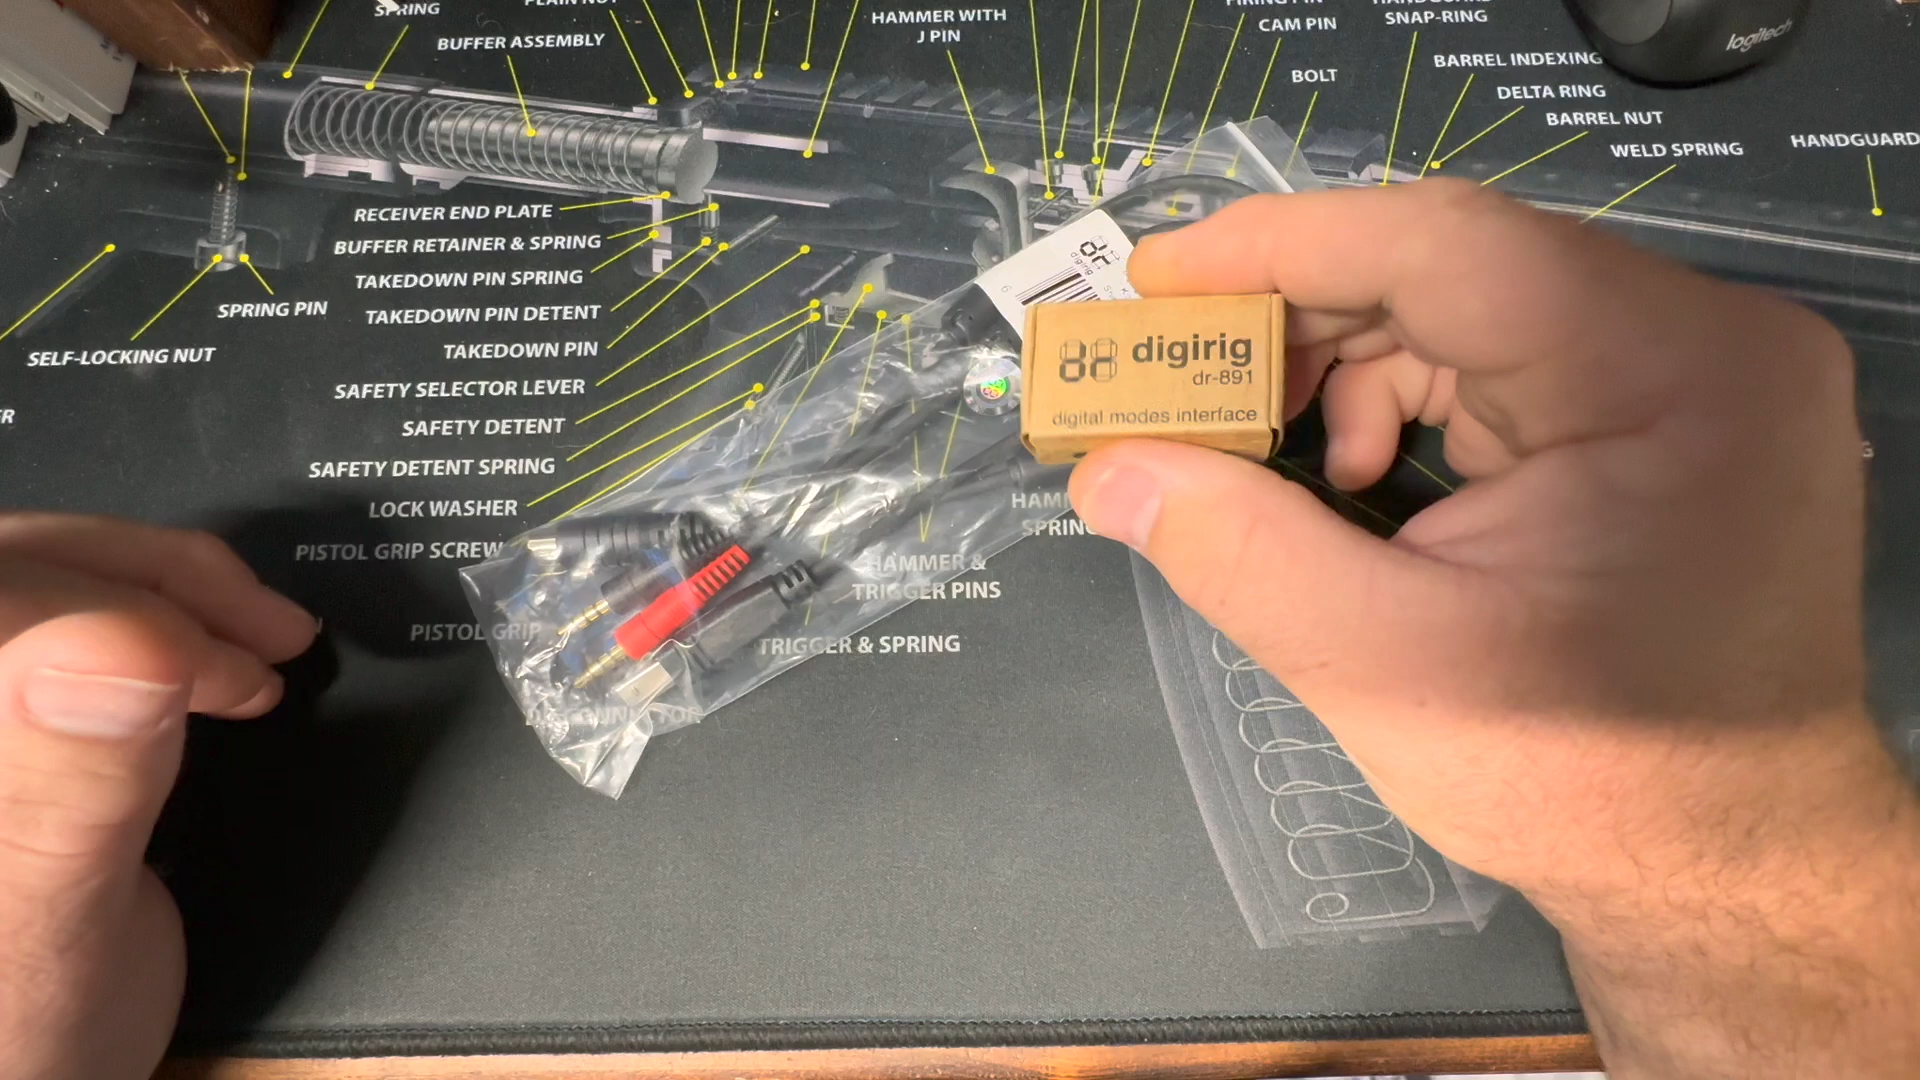 SPRING
BUFFER ASSEMBLY
HAMMER WITH
J PIN
CAM PIN
SNAP-RING
BOLT
BARREL INDEXING
DELTA RING
BARREL NUT
WELD SPRING
HANDGUARD
logitech
RECEIVER END PLATE
BUFFER RETAINER & SPRING
TAKEDOWN PIN SPRING
SPRING PIN
TAKEDOWN PIN DETENT
SELF-LOCKING NUT
TAKEDOWN PIN
SAFETY SELECTOR LEVER
SAFETY DETENT
SAFETY DETENT SPRING
LOCK WASHER
PISTOL GRIP SCREW
PISTOL GRIP
digirig
6
digirig
dr-891
digital modes interface
HAMMER &
TRIGGER PINS
TRIGGER & SPRING